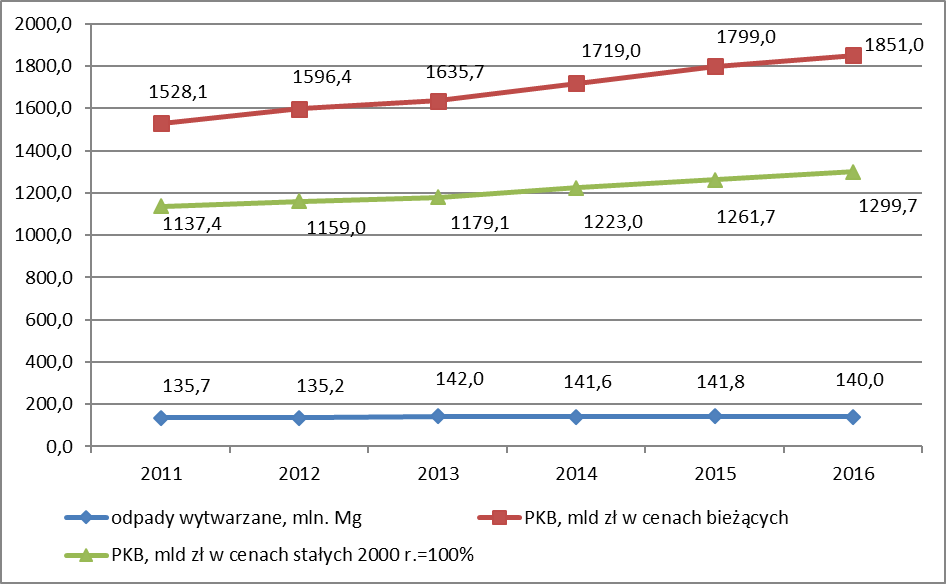 2000,0
1800,0
1600,0
1400,0
1200,0
1000,0
800,0
600,0
400,0
200,0
0,0
1528,1 1596,4 1635,7 1719,0 1799,0 1851,0
1137,4 1159,0 1179,1 1223,0 1261,7 1299,7
135,7 135,2 142,0 141,6 141,8 140,0
2011 2012 2013 2014 2015 2016
odpady wytwarzane, mln. Mg PKB, mld zł w cenach bieżących
PKB, mld zł w cenach stałych 2000 r.=100%